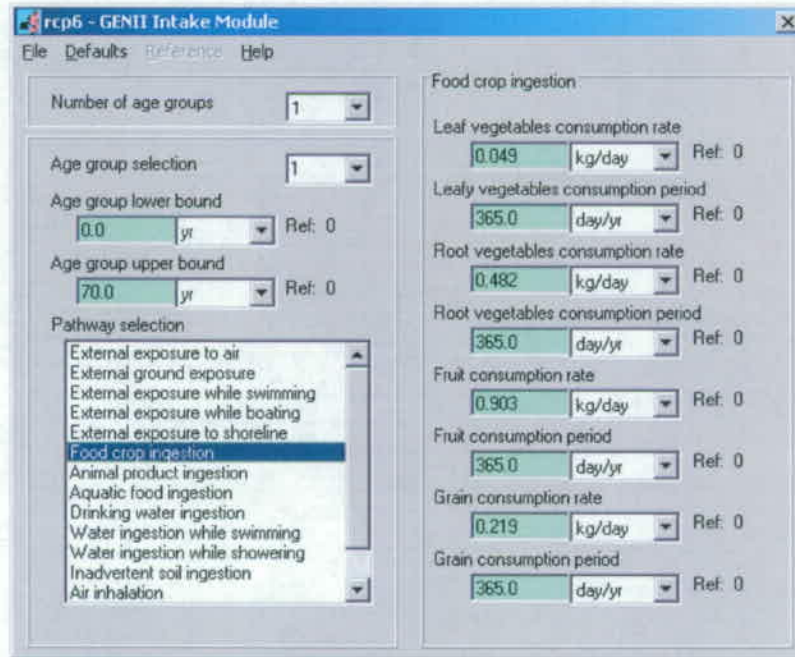 rcp6 - GENII Intake Module
File Defaults Reference Help
Number of age groups 1
Age group selection 1
Age group lower bound
0.0 yr Ref: 0
Age group upper bound
70.0 yr Ref: 0
Pathway selection
External exposure to air
External ground exposure
External exposure while swimming
External exposure while boating
External exposure to shoreline
Food crop ingestion
Animal product ingestion
Aquatic food ingestion
Drinking water ingestion
Water ingestion while swimming
Water ingestion while showering
Inadvertent soil ingestion
Air inhalation
Food crop ingestion
Leaf vegetables consumption rate
0.049 kg/day Ref: 0
Leafy vegetables consumption period
365.0 day/yr Ref: 0
Root vegetables consumption rate
0.482 kg/day Ref: 0
Root vegetables consumption period
365.0 day/yr Ref: 0
Fruit consumption rate
0.903 kg/day Ref: 0
Fruit consumption period
365.0 day/yr Ref: 0
Grain consumption rate
0.219 kg/day Ref: 0
Grain consumption period
365.0 day/yr Ref: 0